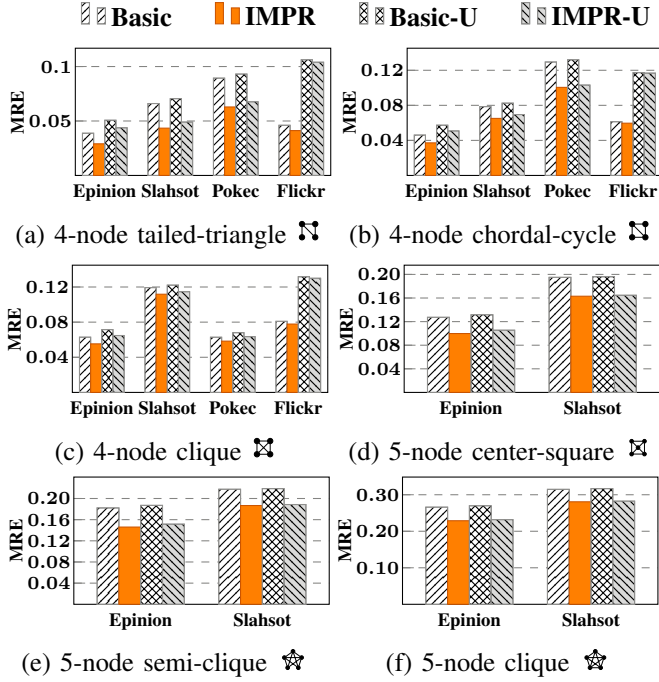 Basic IMPR Basic-U IMPR-U
MRE
0.1
0.05
Epinion Slahsot Pokec Flickr
(a) 4-node tailed-triangle
MRE
0.12
0.08
0.04
Epinion Slahsot Pokec Flickr
(b) 4-node chordal-cycle
MRE
0.12
0.08
0.04
Epinion Slahsot Pokec Flickr
(c) 4-node clique
MRE
0.20
0.16
0.12
0.08
0.04
Epinion Slahsot
(d) 5-node center-square
MRE
0.20
0.16
0.12
0.04
Epinion Slahsot
(e) 5-node semi-clique
MRE
0.30
0.20
0.10
Epinion Slahsot
(f) 5-node clique